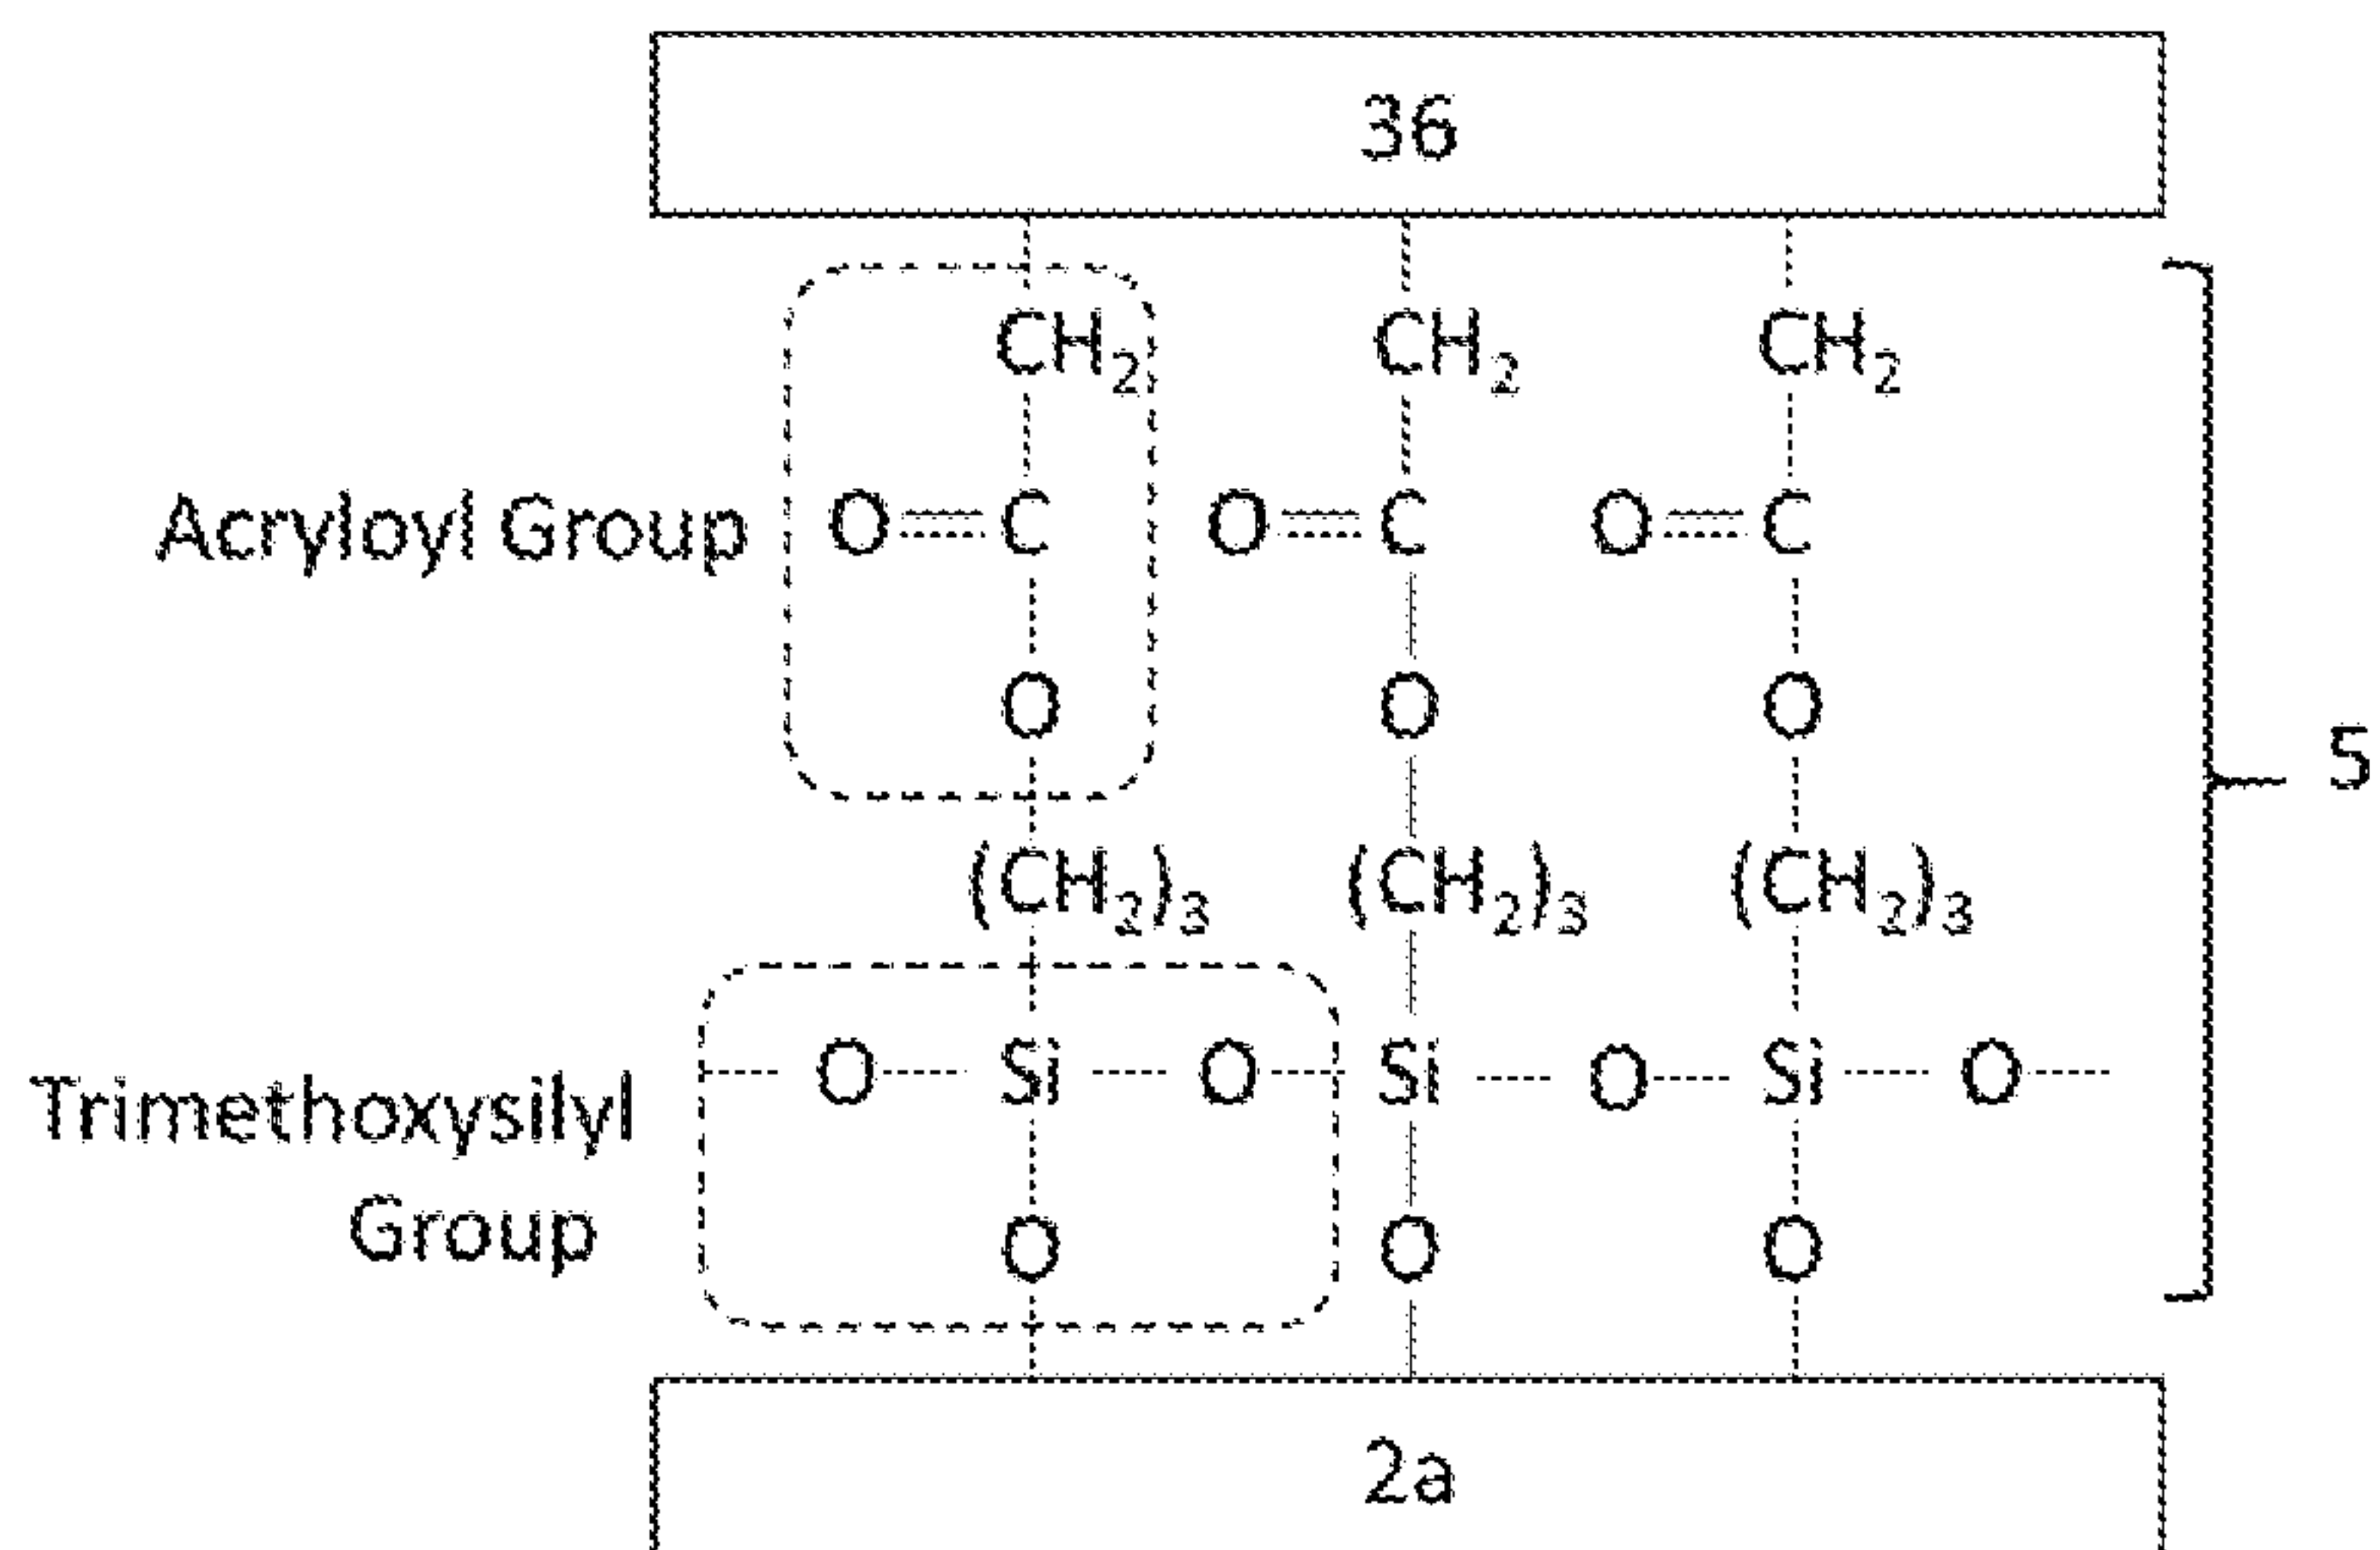 36
CH2 CH2 CH2
Acryloyl Group O=C O=C O=C
O O O
5
(CH2)3 (CH2)3 (CH2)3
O Si O Si O Si O
Trimethoxysilyl
Group O O O
2a